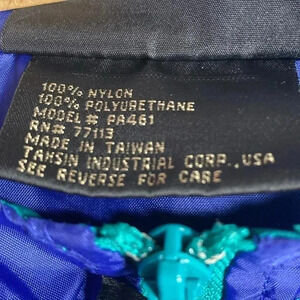 100% NYLON
100% POLYURETHANE
MODEL # PA461
RN# 77113
MADE IN TAIWAN
TAHSIN INDUSTRIAL CORP., USA
SEE REVERSE FOR CARE